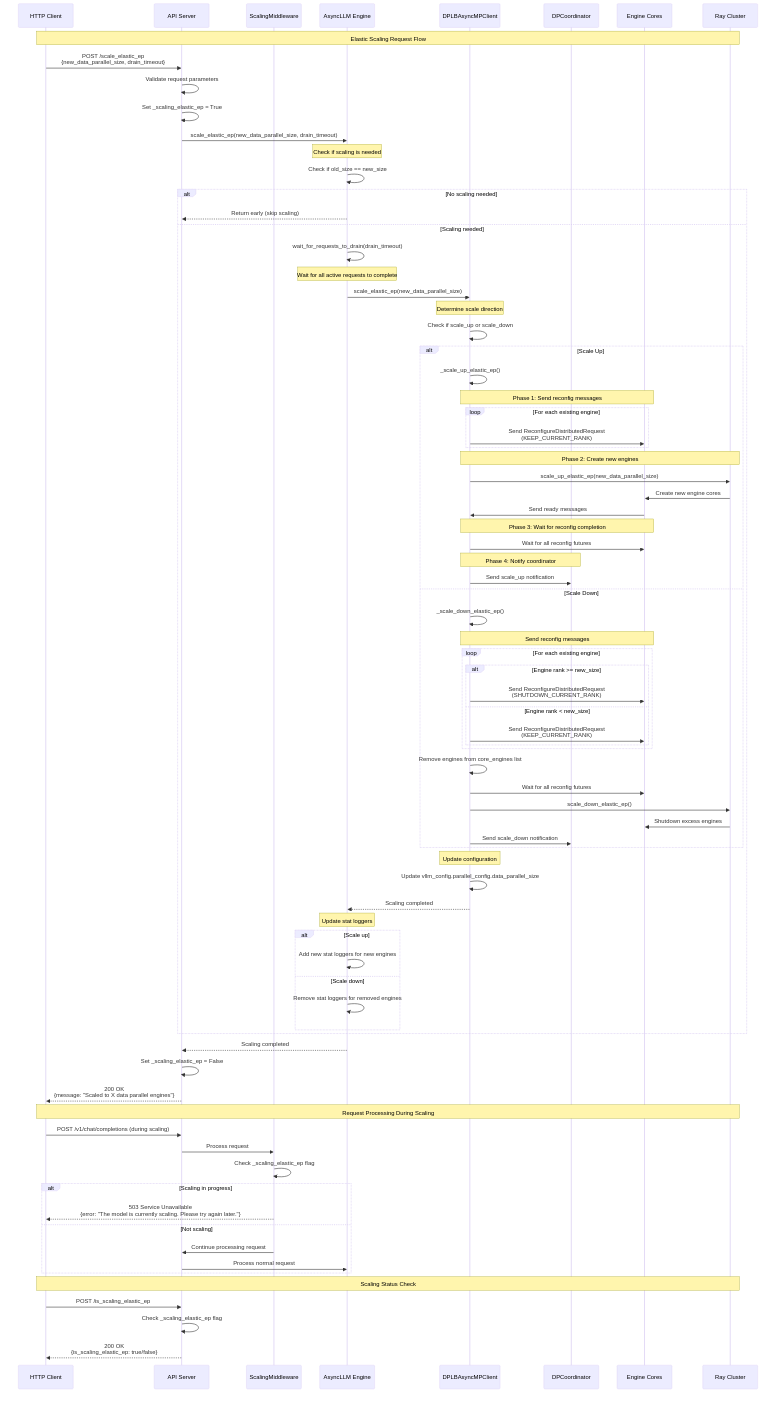 HTTP Client
API Server
ScalingMiddleware
AsyncLLM Engine
DPLBAsyncMPClient
DPCoordinator
Engine Cores
Ray Cluster
Elastic Scaling Request Flow
POST /scale_elastic_ep
{new_data_parallel_size, drain_timeout}
Validate request parameters
Set _scaling_elastic_ep = True
scale_elastic_ep(new_data_parallel_size, drain_timeout)
Check if scaling is needed
Check if old_size == new_size
alt
[No scaling needed]
Return early (skip scaling)
[Scaling needed]
wait_for_requests_to_drain(drain_timeout)
Wait for all active requests to complete
scale_elastic_ep(new_data_parallel_size)
Determine scale direction
Check if scale_up or scale_down
alt
[Scale Up]
_scale_up_elastic_ep()
Phase 1: Send reconfig messages
loop
[For each existing engine]
Send ReconfigureDistributedRequest
(KEEP_CURRENT_RANK)
Phase 2: Create new engines
scale_up_elastic_ep(new_data_parallel_size)
Create new engine cores
Send ready messages
Phase 3: Wait for reconfig completion
Wait for all reconfig futures
Phase 4: Notify coordinator
Send scale_up notification
[Scale Down]
_scale_down_elastic_ep()
Send reconfig messages
loop
[For each existing engine]
alt
[Engine rank >= new_size]
Send ReconfigureDistributedRequest
(SHUTDOWN_CURRENT_RANK)
[Engine rank < new_size]
Send ReconfigureDistributedRequest
(KEEP_CURRENT_RANK)
Remove engines from core_engines list
Wait for all reconfig futures
scale_down_elastic_ep()
Shutdown excess engines
Send scale_down notification
Update configuration
Update vllm_config.parallel_config.data_parallel_size
Scaling completed
Update stat loggers
alt
[Scale up]
Add new stat loggers for new engines
[Scale down]
Remove stat loggers for removed engines
Scaling completed
Set _scaling_elastic_ep = False
200 OK
{message: "Scaled to X data parallel engines"}
Request Processing During Scaling
POST /v1/chat/completions (during scaling)
Process request
Check _scaling_elastic_ep flag
alt
[Scaling in progress]
503 Service Unavailable
{error: "The model is currently scaling. Please try again later."}
[Not scaling]
Continue processing request
Process normal request
Scaling Status Check
POST /is_scaling_elastic_ep
Check _scaling_elastic_ep flag
200 OK
{is_scaling_elastic_ep: true/false}
HTTP Client
API Server
ScalingMiddleware
AsyncLLM Engine
DPLBAsyncMPClient
DPCoordinator
Engine Cores
Ray Cluster